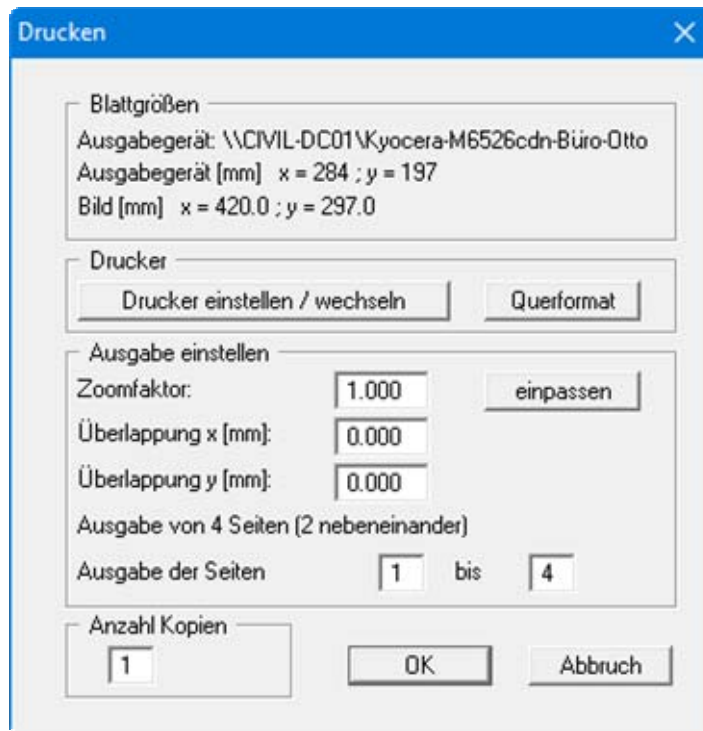 Drucken
Blattgrößen
Ausgabegerät: \\CIVIL-DC01\Kyocera-M6526cdn-Büro-Otto
Ausgabegerät [mm] x = 284 ; y = 197
Bild [mm] x = 420.0 ; y = 297.0
Drucker
Drucker einstellen / wechseln Querformat
Ausgabe einstellen
Zoomfaktor: 1.000 einpassen
Überlappung x [mm]: 0.000
Überlappung y [mm]: 0.000
Ausgabe von 4 Seiten (2 nebeneinander)
Ausgabe der Seiten 1 bis 4
Anzahl Kopien
1 OK Abbruch